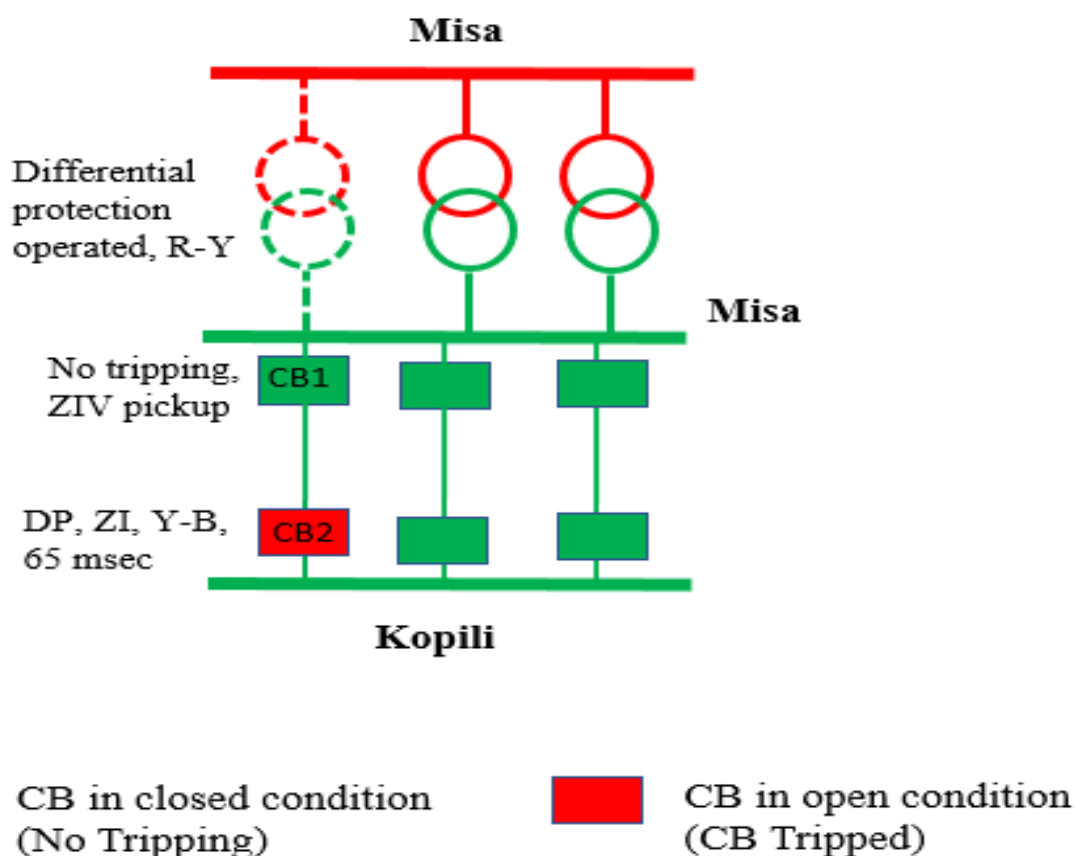 Misa
Differential
protection
operated, R-Y
Misa
No tripping,
ZIV pickup
CB1
DP, ZI, Y-B,
65 msec
CB2
Kopili
CB in closed condition
(No Tripping)
CB in open condition
(CB Tripped)